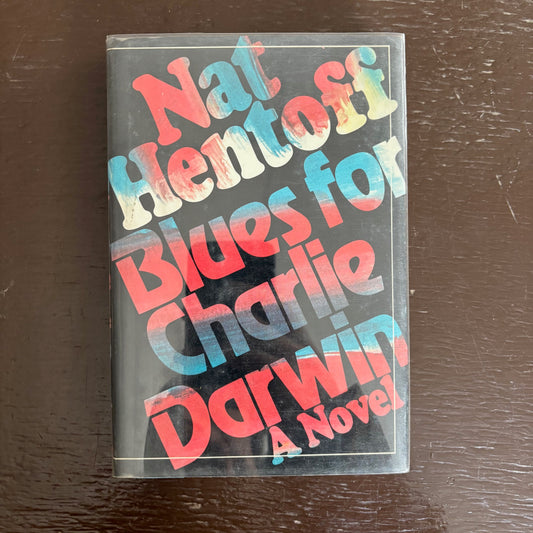 Nat
Hentoff
Blues for
Charlie
Darwin
A Novel